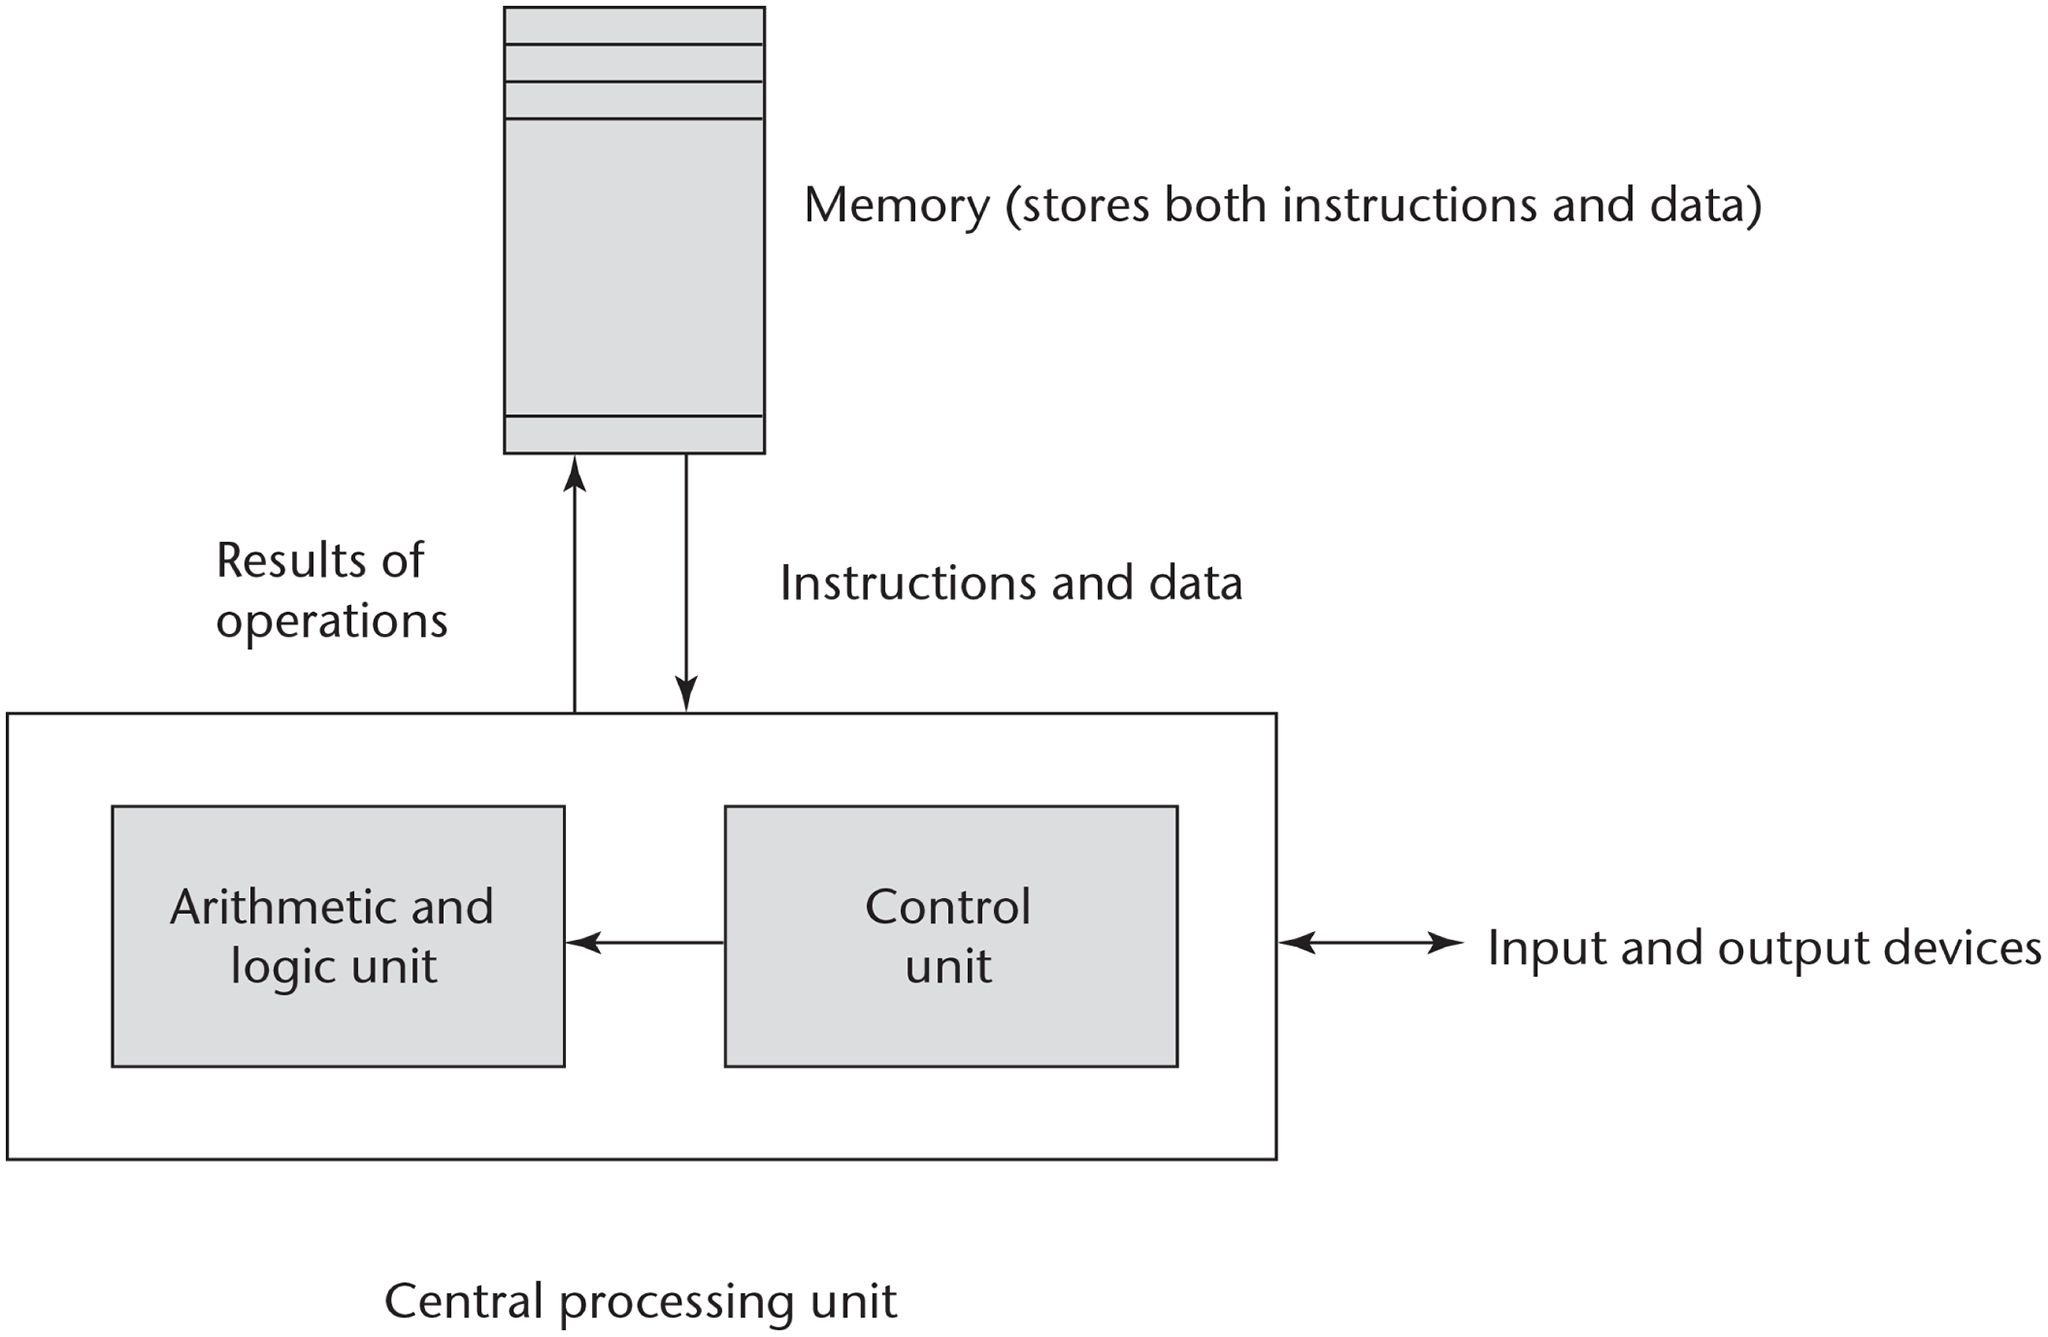 Memory (stores both instructions and data)
Results of
operations
Instructions and data
Arithmetic and
logic unit
Control
unit
Input and output devices
Central processing unit